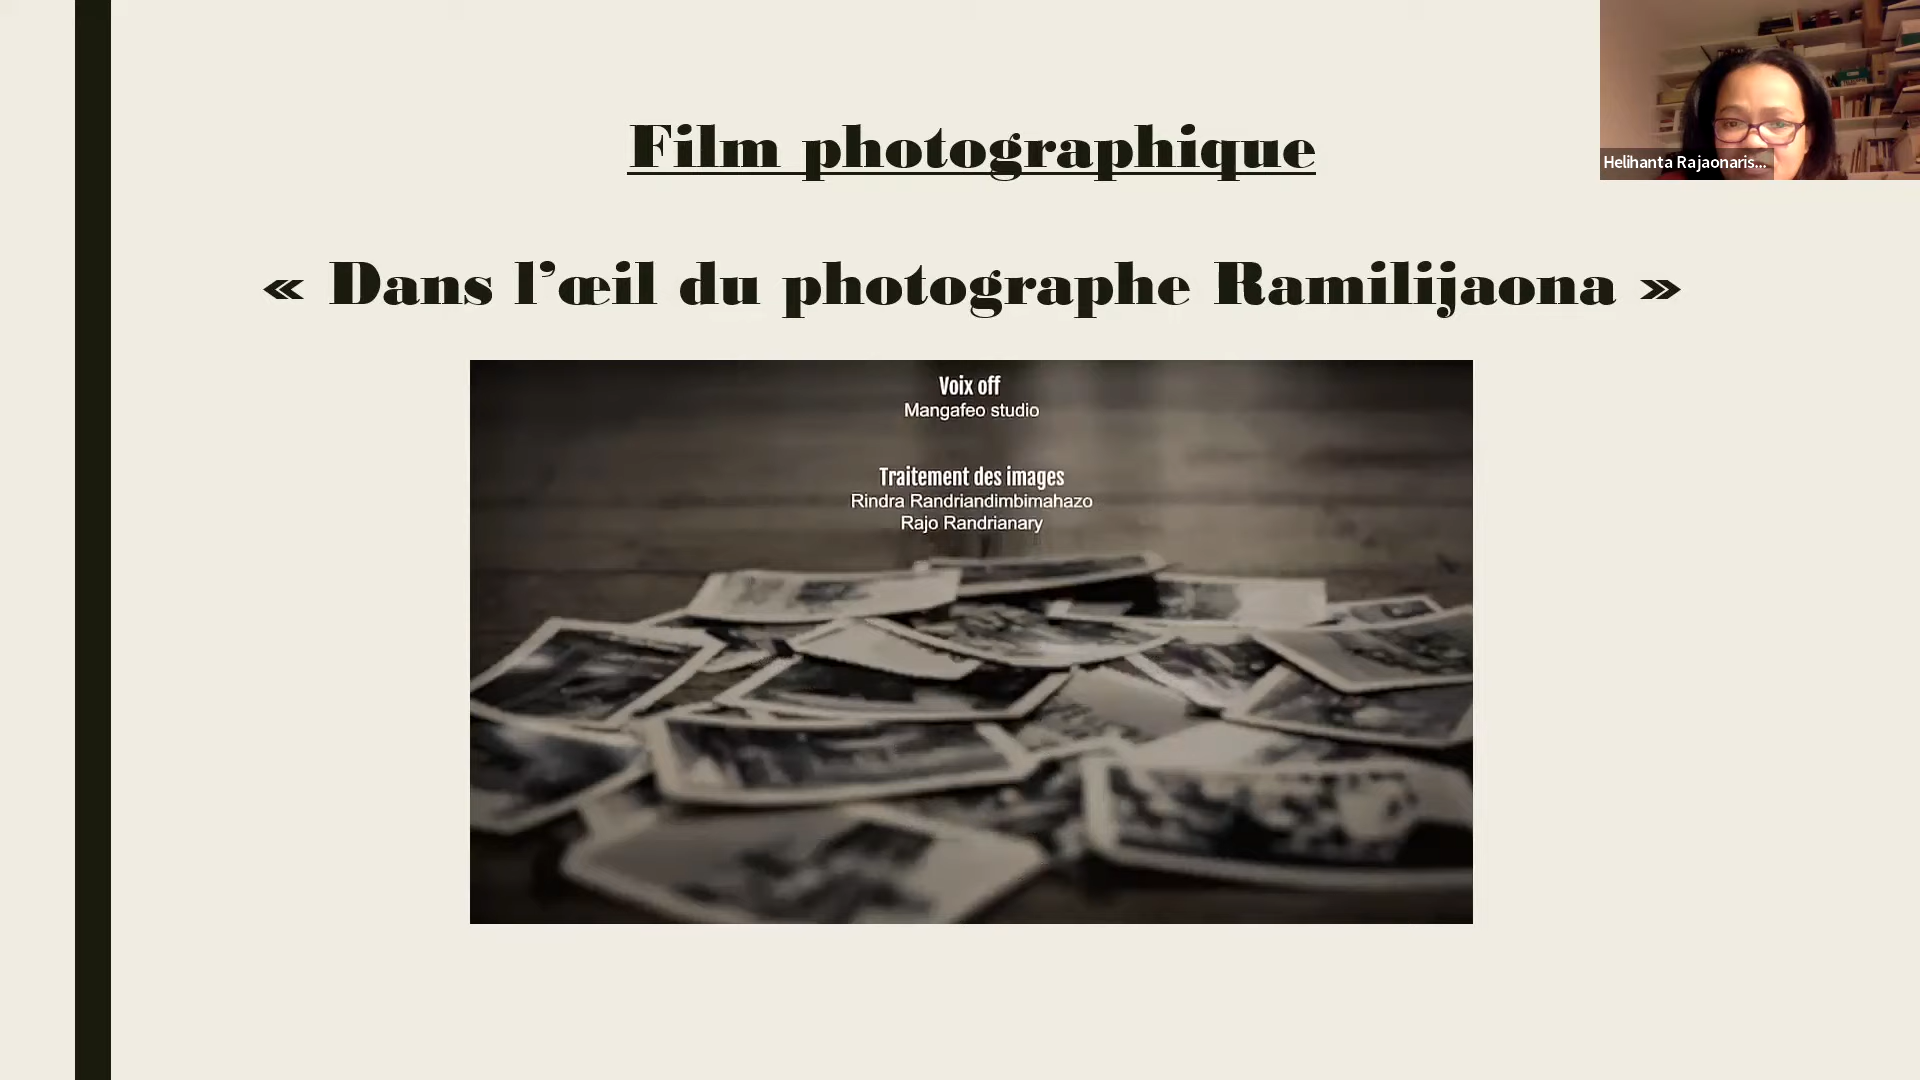 Film photographique
« Dans l’œil du photographe Ramilijaona »
Voix off
Mangafeo studio
Traitement des images
Rindra Randriandimbimahazo
Rajo Randrianary
Helihanta Rajaonaris...